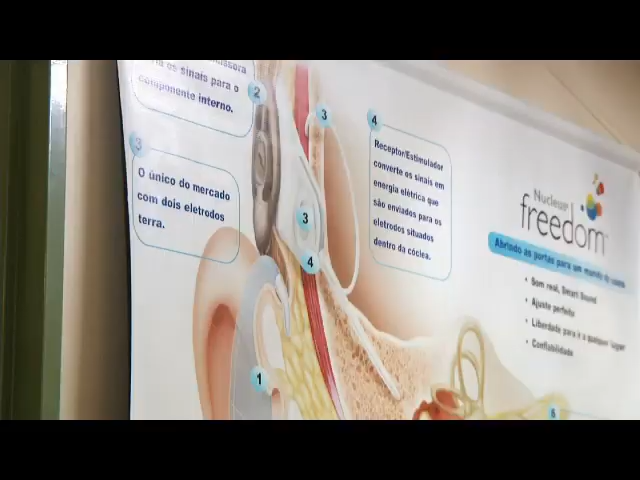 os sinais para o
componente interno.
2
3
O único do mercado
com dois eletrodos
terra.
3
4
Receptor/Estimulador
converte os sinais em
energia elétrica que
são enviados para os
eletrodos situados
dentro da cóclea.
3
4
1
Nucleus
freedom
Abrindo as portas para um mundo de
• Som real, Smart Sound
• Ajuste perfeito
• Liberdade para ir a qualquer lugar
• Confiabilidade